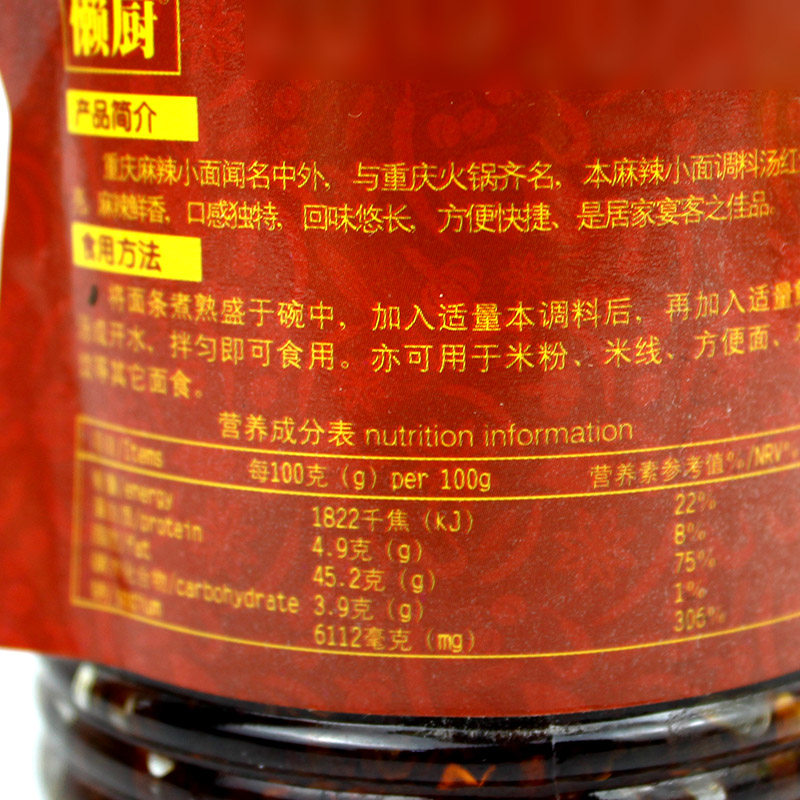 懒厨
产品简介
重庆麻辣小面闻名中外，与重庆火锅齐名，本麻辣小面调料汤红
麻辣鲜香，口感独特，回味悠长，方便快捷、是居家宴客之佳品。
食用方法
将面条煮熟盛于碗中，加入适量本调料后，再加入适量
开水、拌匀即可食用。亦可用于米粉、米线、方便面、
等其它面食。
营养成分表 nutrition information
/Items 每100克（g）per 100g 营养素参考值%/NRV%
/energy 1822千焦（kJ） 22%
/protein 4.9克（g） 8%
/fat 45.2克（g） 75%
化合物/carbohydrate 3.9克（g） 1%
6112毫克（mg） 306%